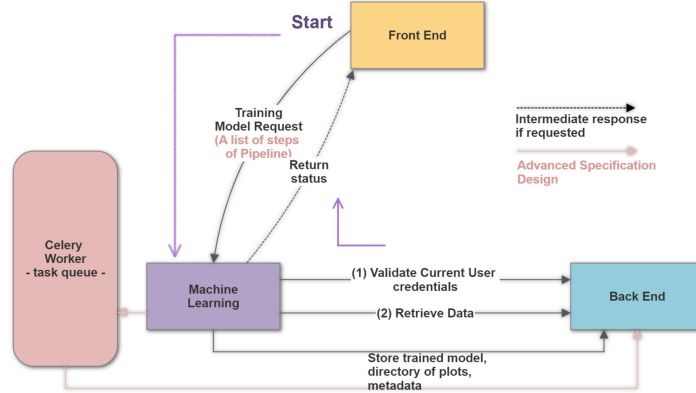 Start
Front End
Training
Model Request
(A list of steps
of Pipeline)
Return
status
Intermediate response
if requested
Advanced Specification
Design
Celery
Worker
- task queue -
Machine
Learning
(1) Validate Current User
credentials
(2) Retrieve Data
Back End
Store trained model,
directory of plots,
metadata